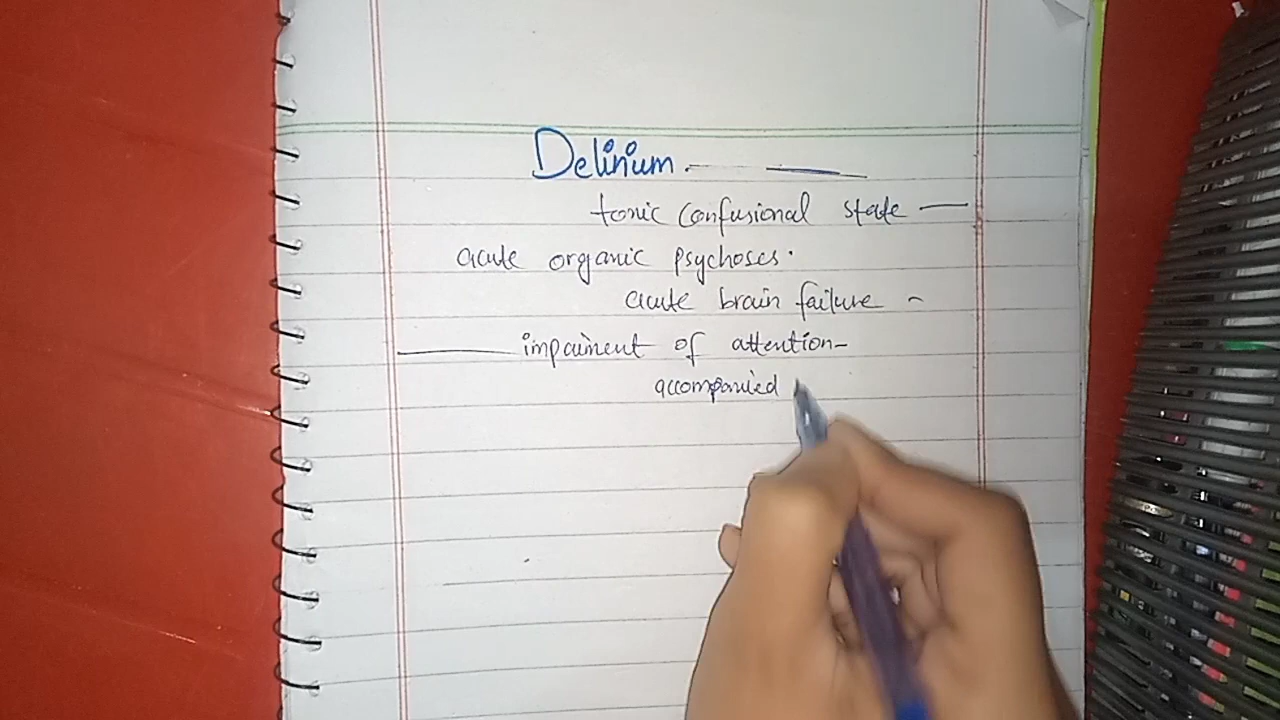 Delirium.
toxic confusional state —
acute organic psychoses.
acute brain failure -
impairment of attention-
accompanied